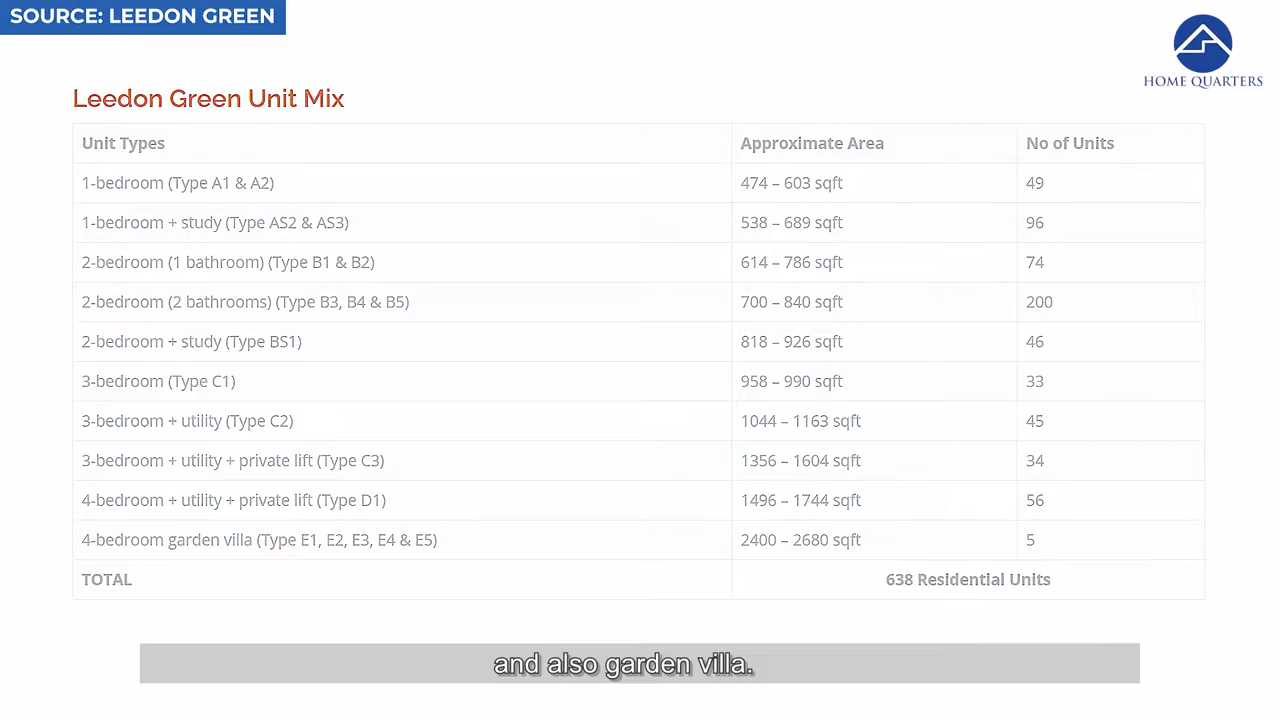 SOURCE: LEEDON GREEN
HOME QUARTERS
Leedon Green Unit Mix
Unit Types Approximate Area No of Units
1-bedroom (Type A1 & A2) 474 – 603 sqft 49
1-bedroom + study (Type AS2 & AS3) 538 – 689 sqft 96
2-bedroom (1 bathroom) (Type B1 & B2) 614 – 786 sqft 74
2-bedroom (2 bathrooms) (Type B3, B4 & B5) 700 – 840 sqft 200
2-bedroom + study (Type BS1) 818 – 926 sqft 46
3-bedroom (Type C1) 958 – 990 sqft 33
3-bedroom + utility (Type C2) 1044 – 1163 sqft 45
3-bedroom + utility + private lift (Type C3) 1356 – 1604 sqft 34
4-bedroom + utility + private lift (Type D1) 1496 – 1744 sqft 56
4-bedroom garden villa (Type E1, E2, E3, E4 & E5) 2400 – 2680 sqft 5
TOTAL 638 Residential Units
and also garden villa.